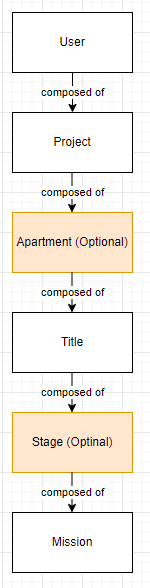 User
composed of
Project
composed of
Apartment (Optional)
composed of
Title
composed of
Stage (Optinal)
composed of
Mission